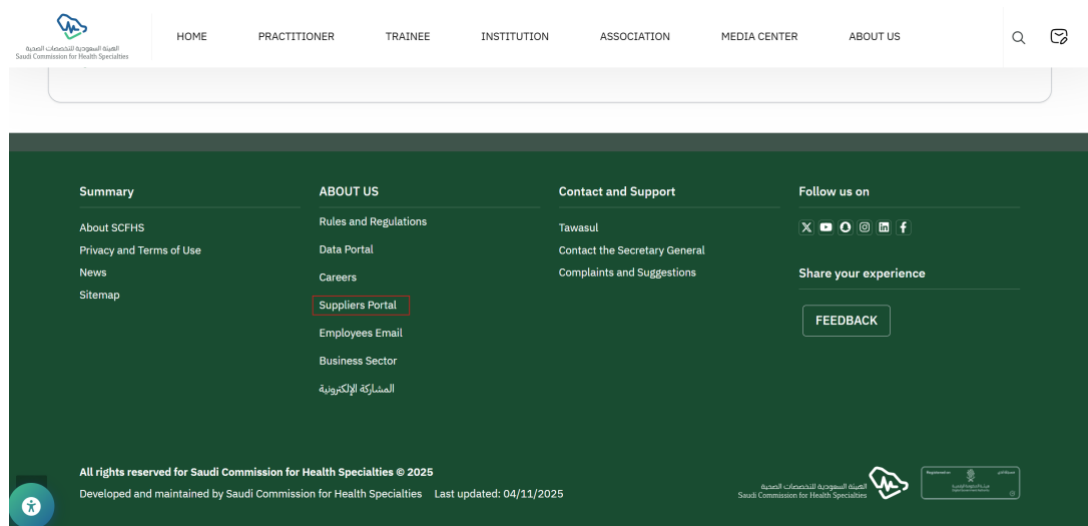 الهيئة السعودية للتخصصات الصحية
Saudi Commission for Health Specialties
HOME
PRACTITIONER
TRAINEE
INSTITUTION
ASSOCIATION
MEDIA CENTER
ABOUT US
Summary
About SCFHS
Privacy and Terms of Use
News
Sitemap
ABOUT US
Rules and Regulations
Data Portal
Careers
Suppliers Portal
Employees Email
Business Sector
المشاركة الإلكترونية
Contact and Support
Tawasul
Contact the Secretary General
Complaints and Suggestions
Follow us on
Share your experience
FEEDBACK
All rights reserved for Saudi Commission for Health Specialties © 2025
Developed and maintained by Saudi Commission for Health Specialties Last updated: 04/11/2025
الهيئة السعودية للتخصصات الصحية
Saudi Commission for Health Specialties